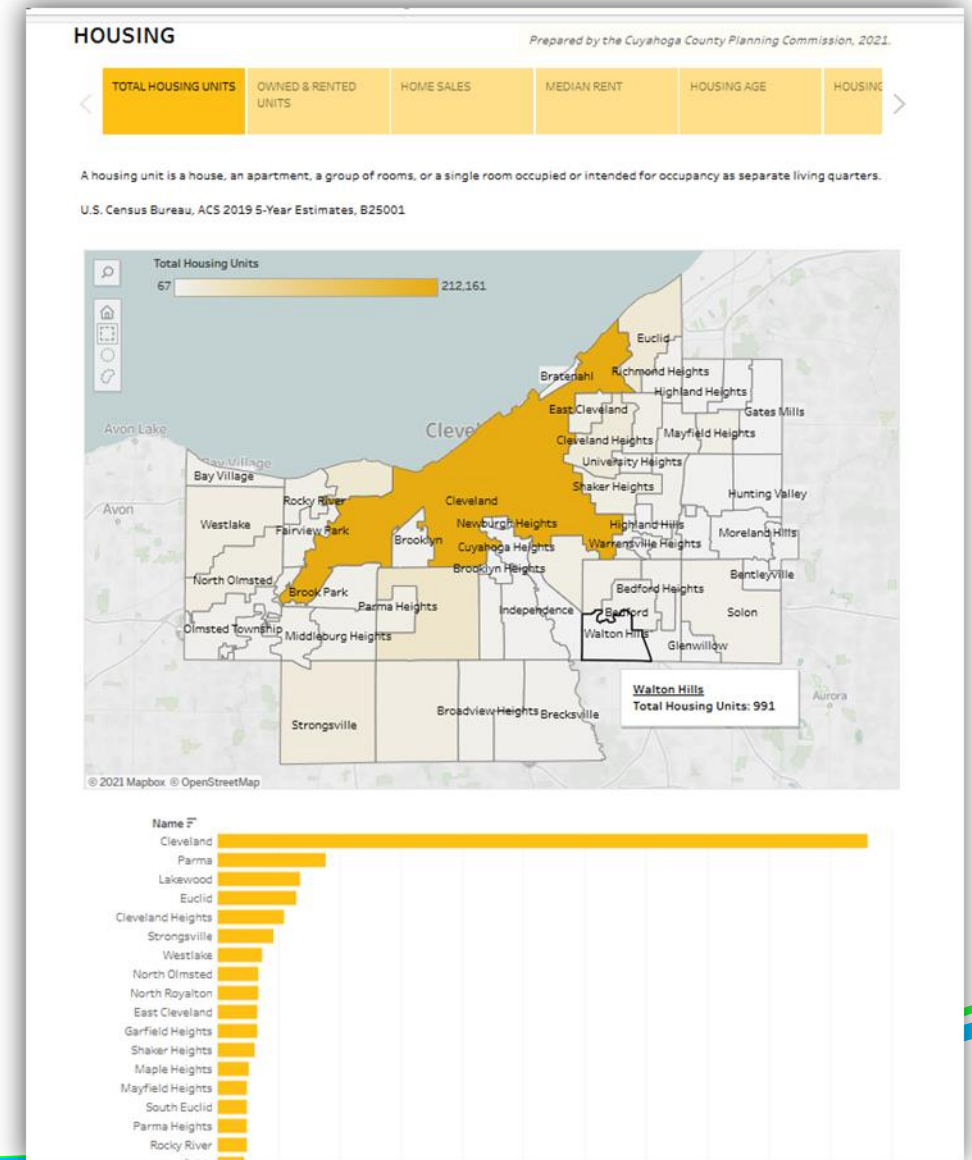 HOUSING
Prepared by the Cuyahoga County Planning Commission, 2021.
TOTAL HOUSING UNITS
OWNED & RENTED
UNITS
HOME SALES
MEDIAN RENT
HOUSING AGE
HOUSING
A housing unit is a house, an apartment, a group of rooms, or a single room occupied or intended for occupancy as separate living quarters.
U.S. Census Bureau, ACS 2019 5-Year Estimates, B25001
Total Housing Units
67
212,161
Euclid
Bratenahl
Richmond Heights
Highland Heights
East Cleveland
Gates Mills
Avon Lake
Cleve
Cleveland Heights
Mayfield Heights
University Heights
Bay Village
Bay Village
Shaker Heights
Rocky River
Cleveland
Hunting Valley
Avon
Westlake
Fairview Park
Newburgh Heights
Highland Hills
Moreland Hills
Brooklyn
Cuyahoga Heights
Warrensville Heights
Brooklyn Heights
Bentleyville
North Olmsted
Brook Park
Bedford Heights
Parma Heights
Independence
Bedford
Solon
Olmsted Township
Middleburg Heights
Walton Hills
Glenwillow
Walton Hills
Total Housing Units: 991
Aurora
Strongsville
Broadview Heights
Brecksville
© 2021 Mapbox © OpenStreetMap
Name
Cleveland
Parma
Lakewood
Euclid
Cleveland Heights
Strongsville
Westlake
North Olmsted
North Royalton
East Cleveland
Garfield Heights
Shaker Heights
Maple Heights
Mayfield Heights
South Euclid
Parma Heights
Rocky River